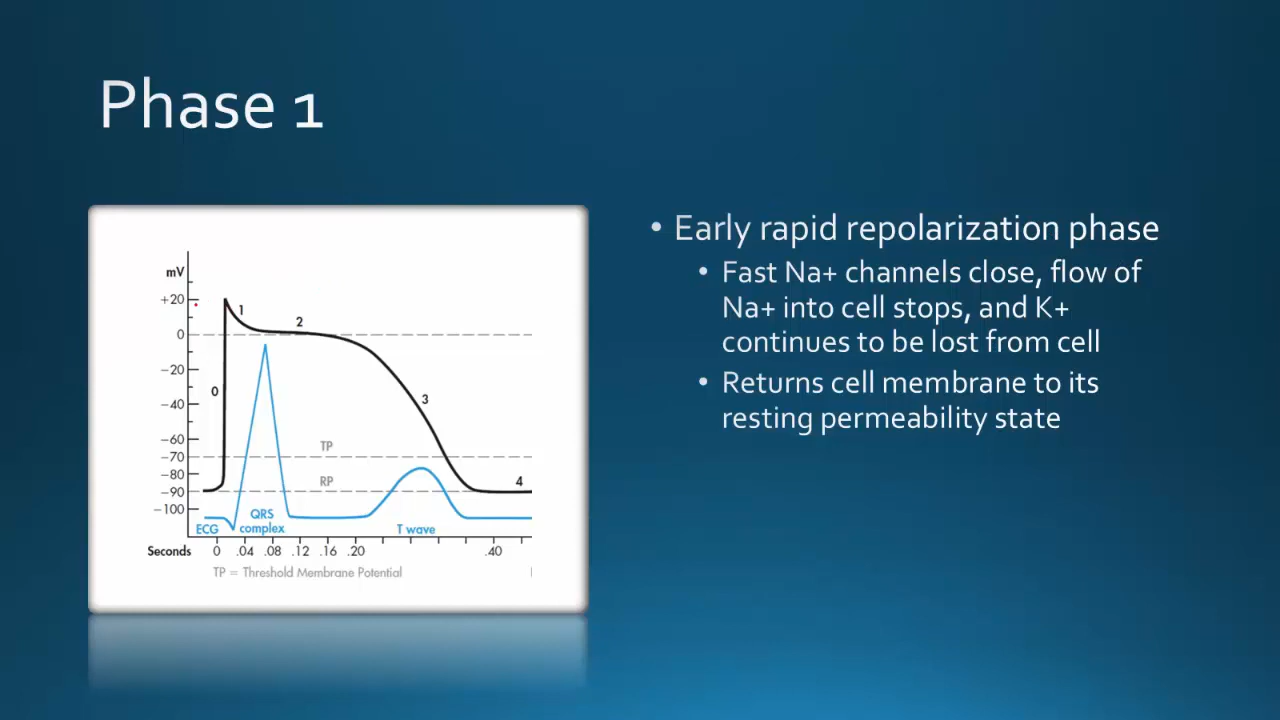 Phase 1
• Early rapid repolarization phase
• Fast Na+ channels close, flow of
Na+ into cell stops, and K+
continues to be lost from cell
• Returns cell membrane to its
resting permeability state
mV
+20
0
−20
−40
−60
−70
−80
−90
−100
0
1
2
3
4
TP
RP
ECG
QRS
complex
T wave
Seconds 0 .04 .08 .12 .16 .20 .40
TP = Threshold Membrane Potential